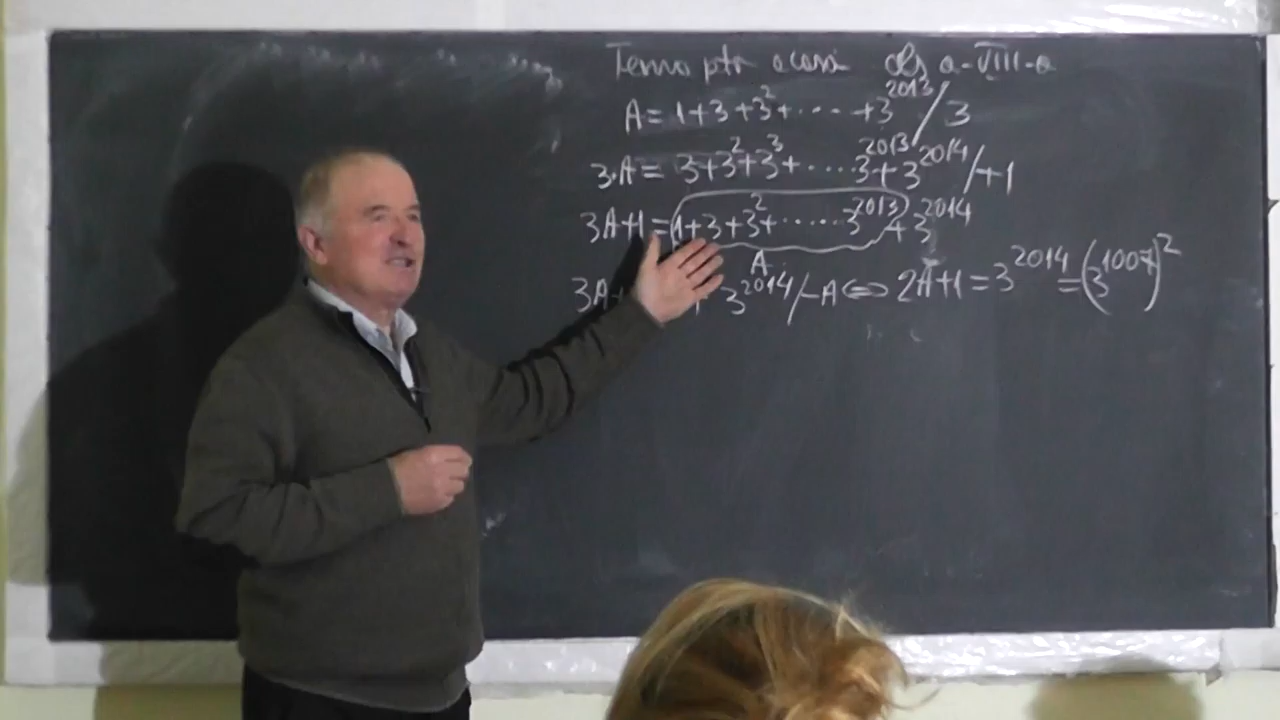 Tema ptr acasă cls a-VIII-a
A = 1+3+3²+.....+3²⁰¹³ / 3
3·A = 3+3²+3³+.....3²⁰¹³+3²⁰¹⁴ /+1
3A+1 = 1+3+3²+......3²⁰¹³+3²⁰¹⁴
A
3A+ 3²⁰¹⁴ /-A ⇔ 2A+1 = 3²⁰¹⁴ = (3¹⁰⁰⁷)²